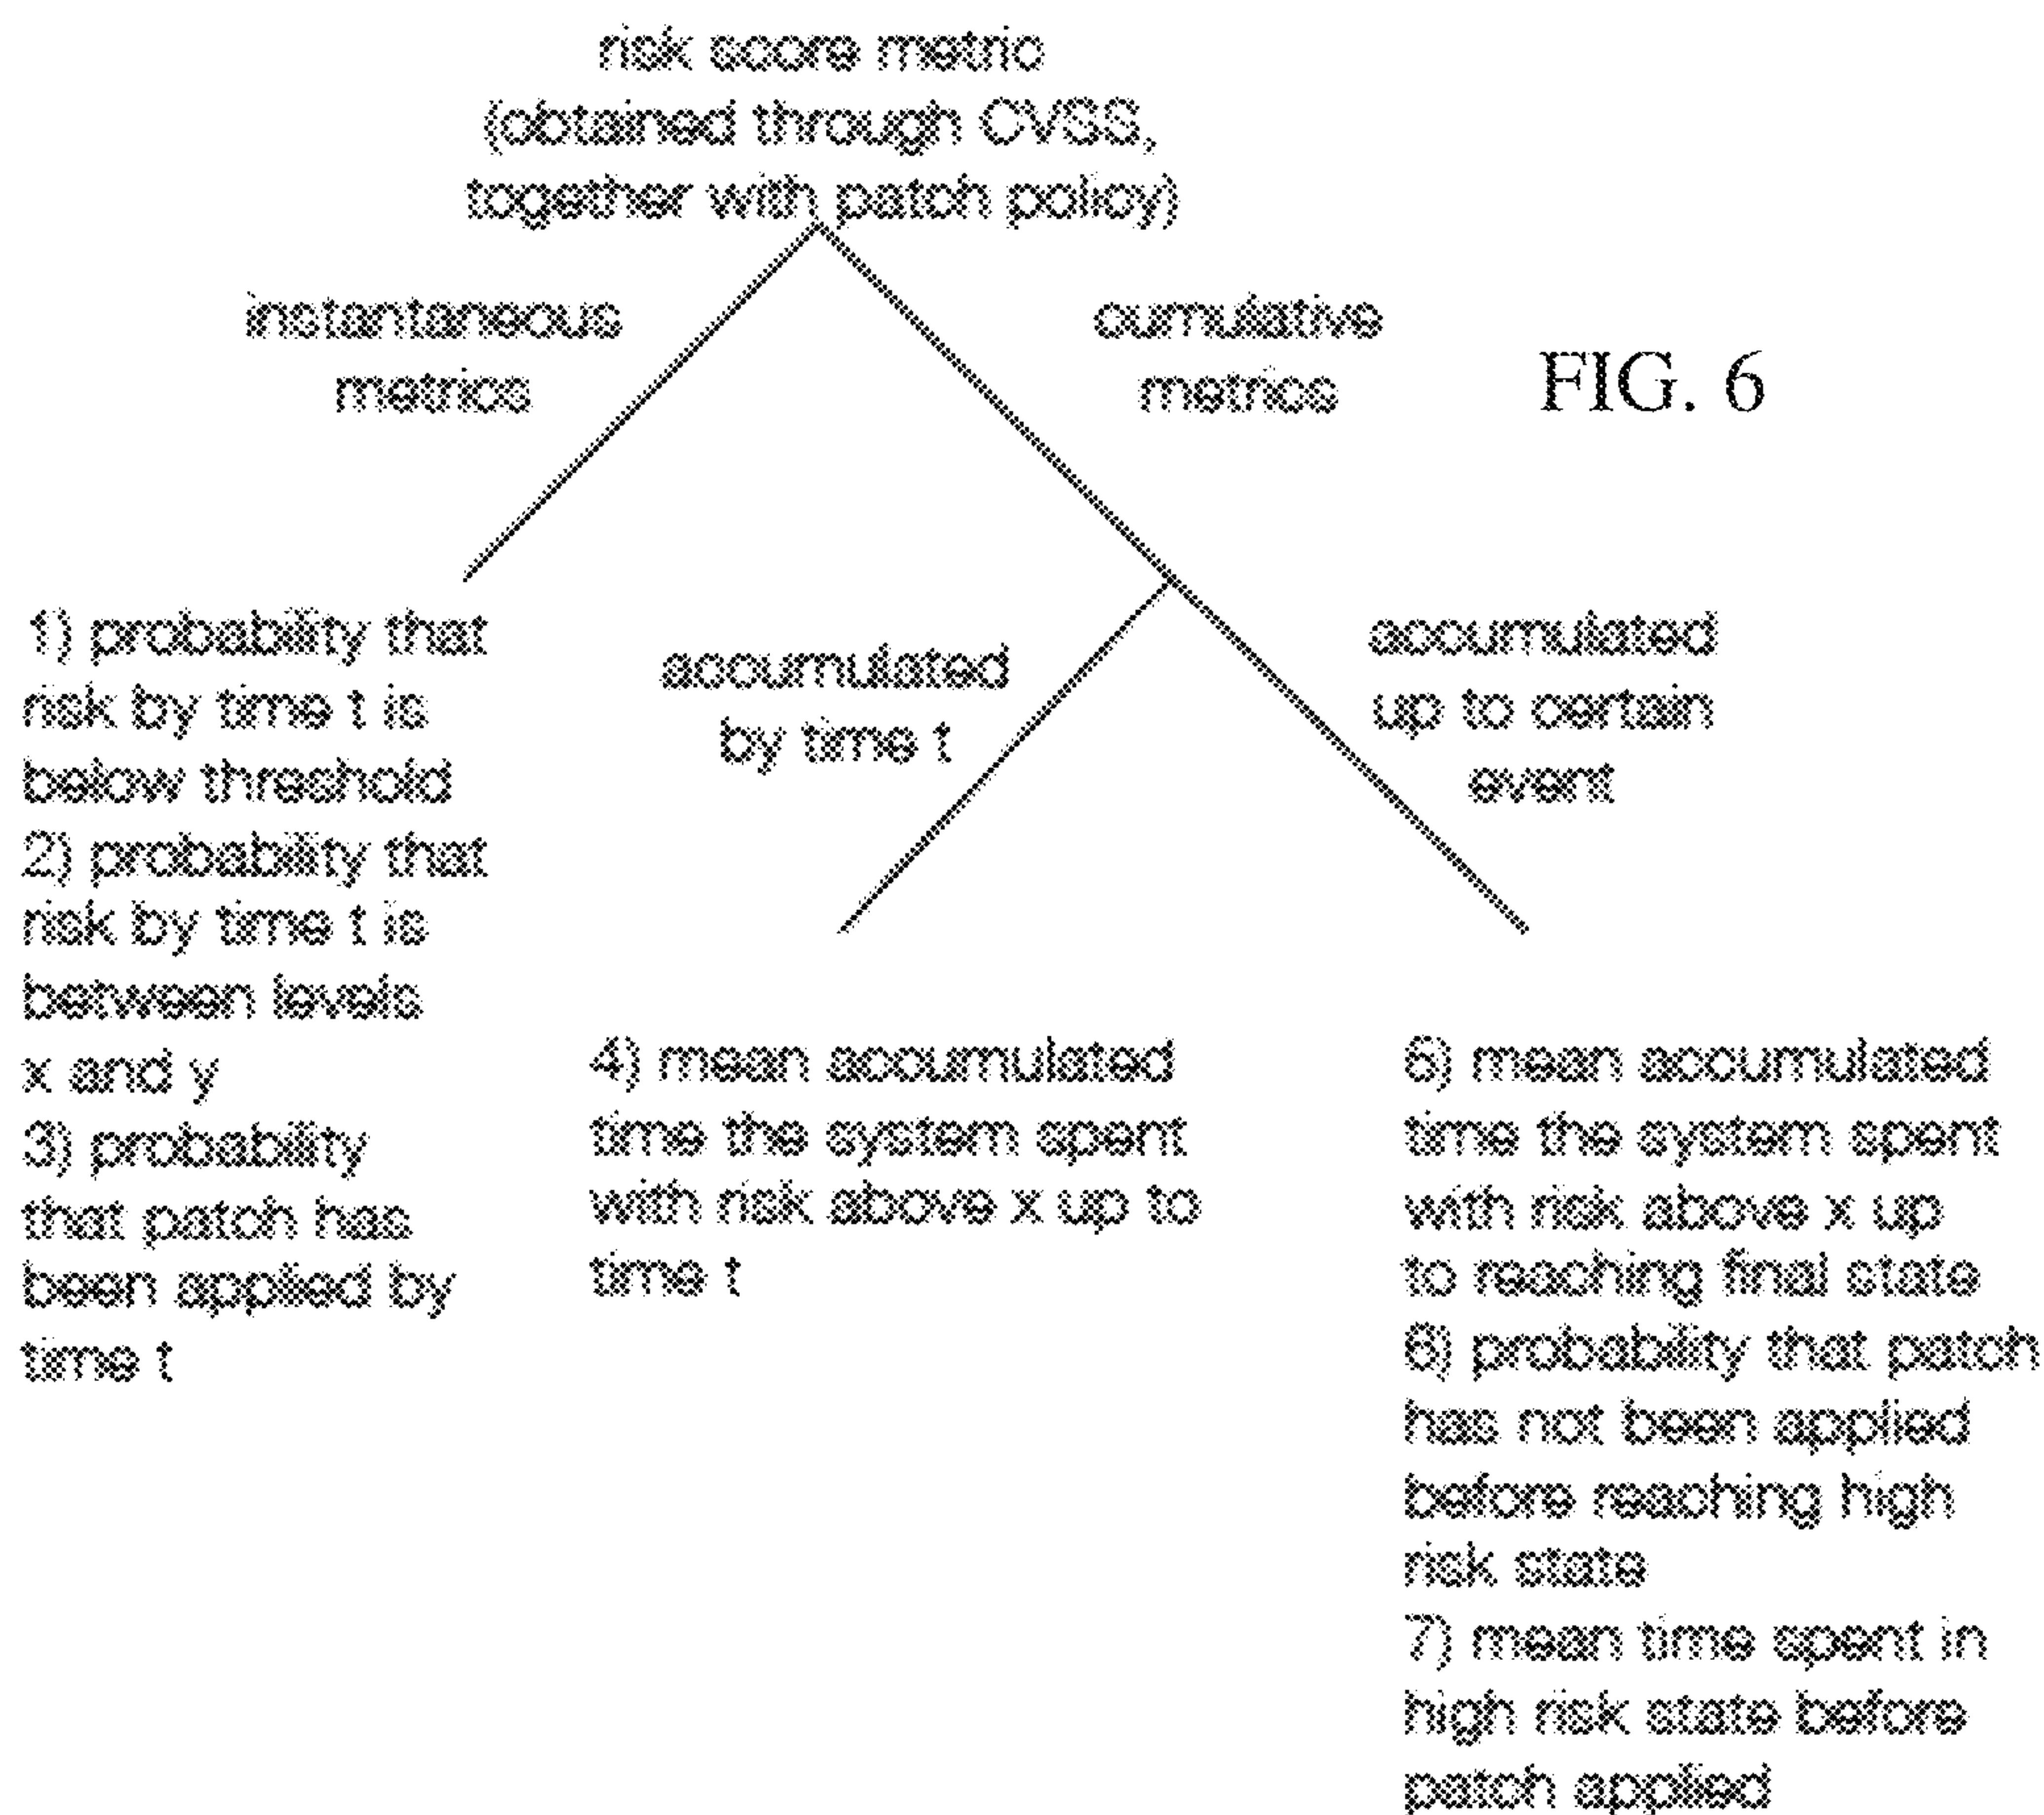 risk score metric
(obtained through CVSS,
together with patch policy)
instantaneous
metrics
cumulative
metrics
FIG. 6
1) probability that
risk by time t is
below threshold
2) probability that
risk by time t is
between levels
x and y
3) probability
that patch has
been applied by
time t
accumulated
by time t
accumulated
up to certain
event
4) mean accumulated
time the system spent
with risk above x up to
time t
6) mean accumulated
time the system spent
with risk above x up
to reaching final state
6) probability that patch
has not been applied
before reaching high
risk state
7) mean time spent in
high risk state before
patch applied